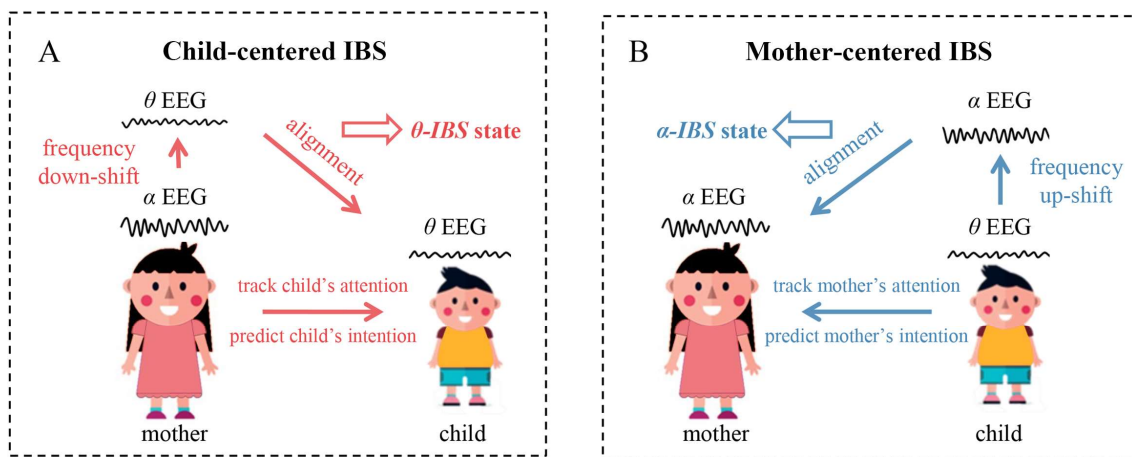 A
Child-centered IBS
θ EEG
frequency
down-shift
α EEG
alignment
θ-IBS state
θ EEG
track child's attention
predict child's intention
mother
child
B
Mother-centered IBS
α EEG
α-IBS state
alignment
frequency
up-shift
α EEG
θ EEG
track mother's attention
predict mother's intention
mother
child